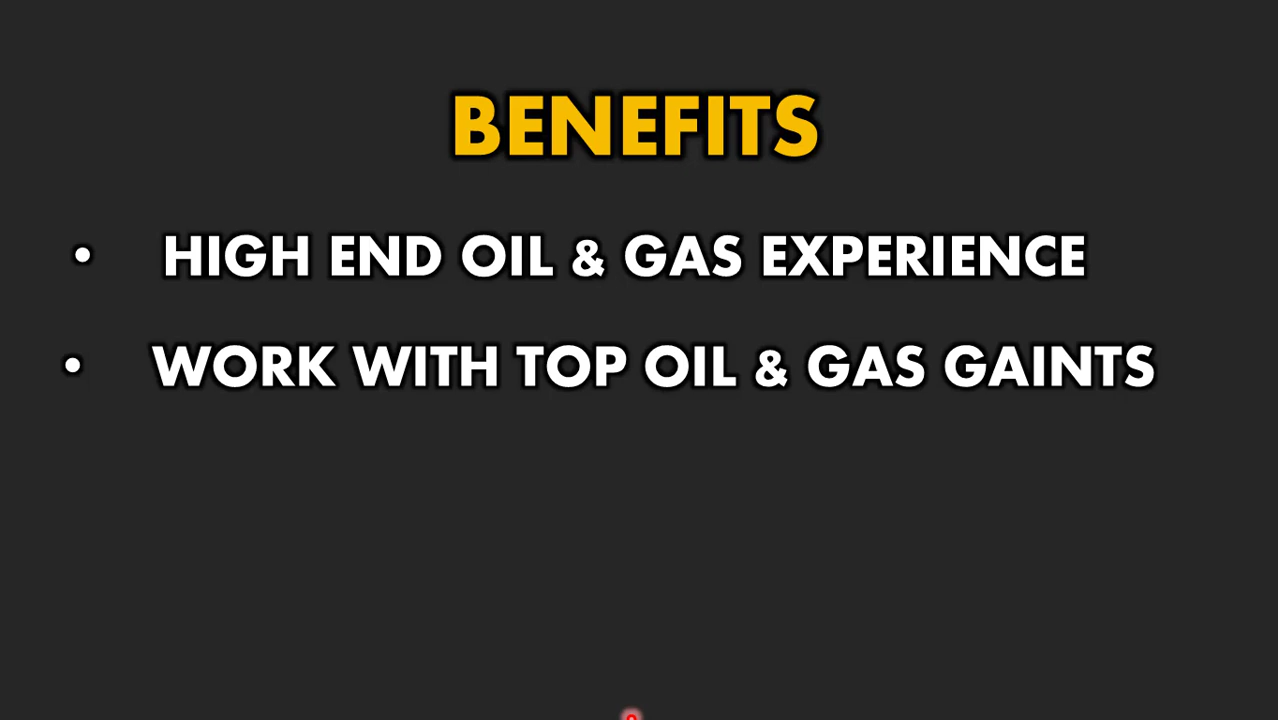 BENEFITS
• HIGH END OIL & GAS EXPERIENCE
• WORK WITH TOP OIL & GAS GAINTS